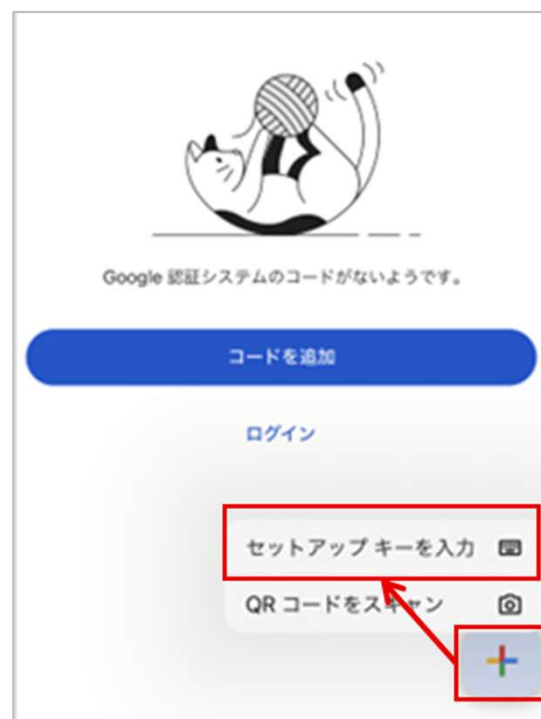 Google 認証システムのコードがないようです。
コードを追加
ログイン
セットアップ キーを入力
QR コードをスキャン